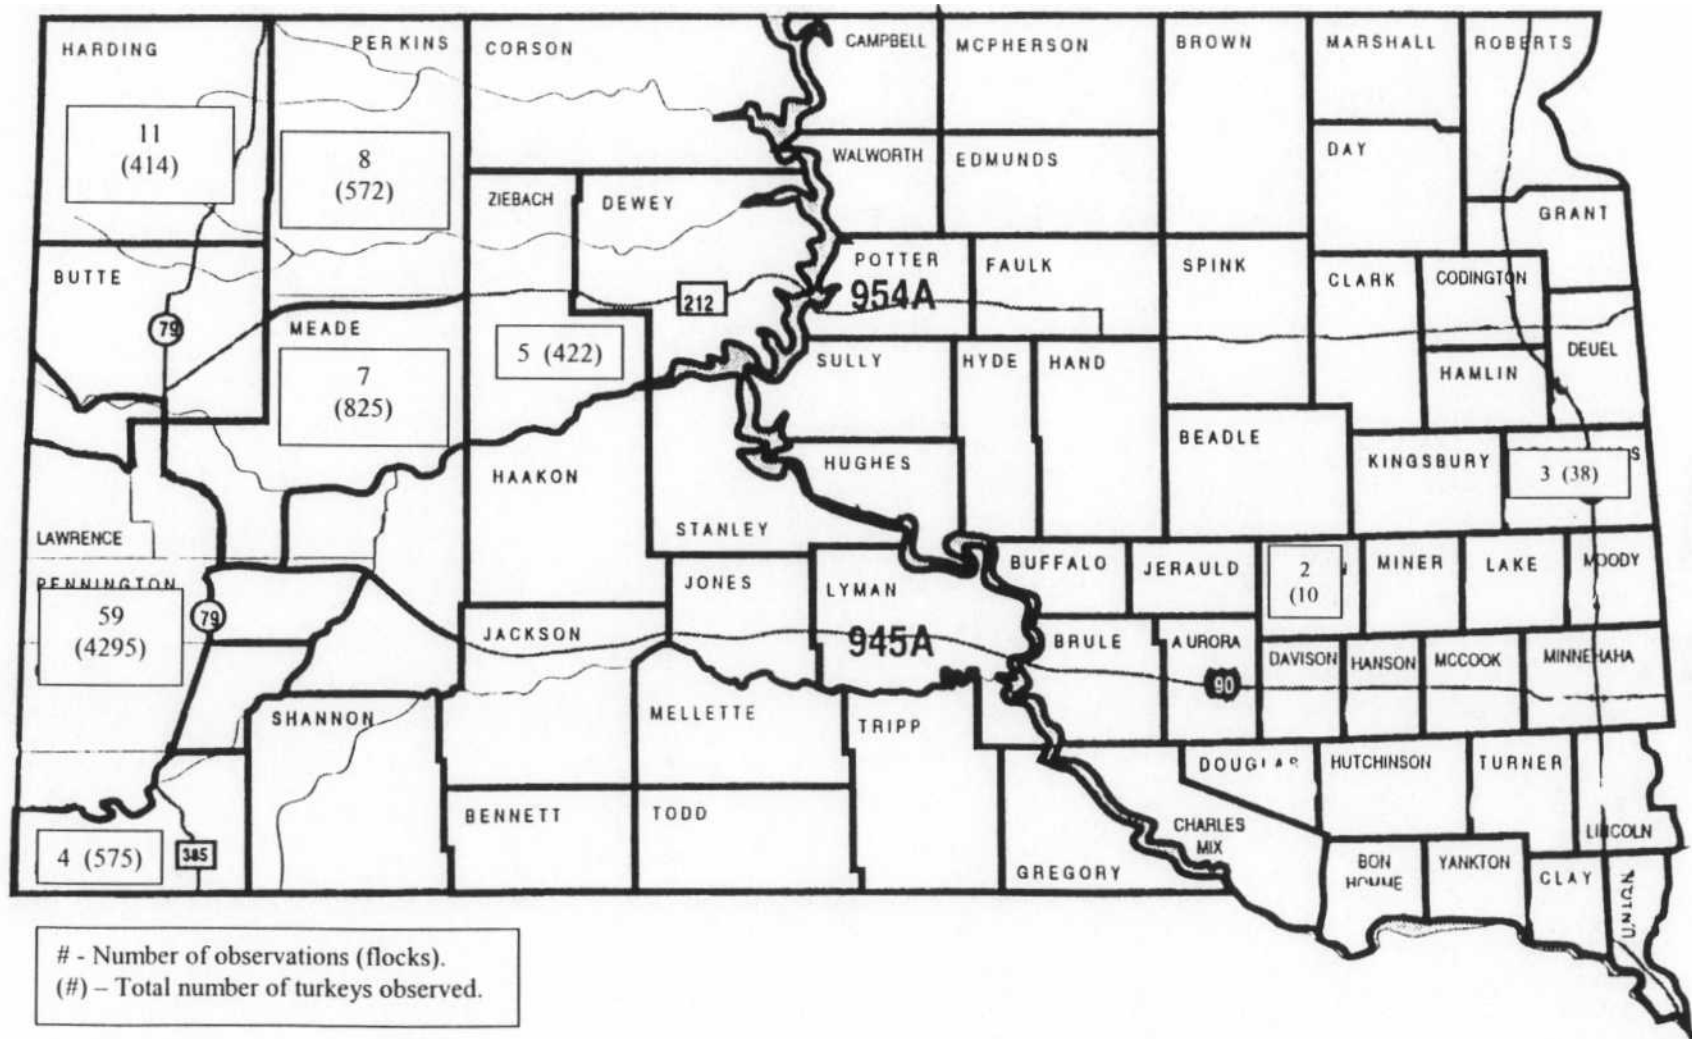 HARDING
PERKINS
CORSON
CAMPBELL
MCPHERSON
BROWN
MARSHALL
ROBERTS
11
(414)
8
(572)
WALWORTH
EDMUNDS
DAY
ZIEBACH
DEWEY
GRANT
BUTTE
POTTER
954A
FAULK
SPINK
CLARK
CODINGTON
212
79
MEADE
5 (422)
SULLY
HYDE
HAND
DEUEL
HAMLIN
7
(825)
BEADLE
KINGSBURY
S
3 (38)
HUGHES
HAAKON
STANLEY
LAWRENCE
PENNINGTON
59
(4295)
79
JONES
LYMAN
945A
BUFFALO
JERAULD
2
(10
MINER
LAKE
MOODY
JACKSON
BRULE
AURORA
90
DAVISON
HANSON
MCCOOK
MINNEHAHA
SHANNON
MELLETTE
TRIPP
DOUGLAS
HUTCHINSON
TURNER
BENNETT
TODD
CHARLES
MIX
LINCOLN
4 (575)
385
GREGORY
BON
HOMME
YANKTON
CLAY
UNION
# - Number of observations (flocks).
(#) – Total number of turkeys observed.